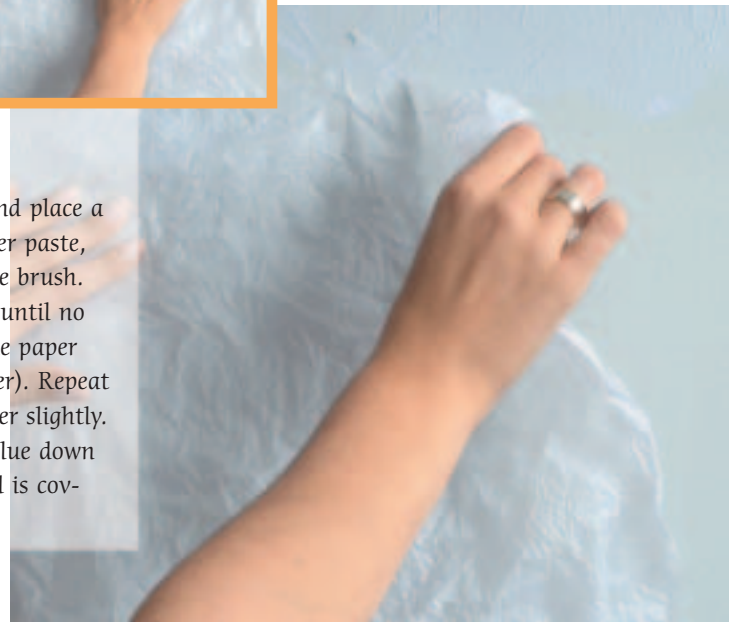 nd place a
er paste,
e brush.
until no
e paper
er). Repeat
er slightly.
lue down
l is cov-